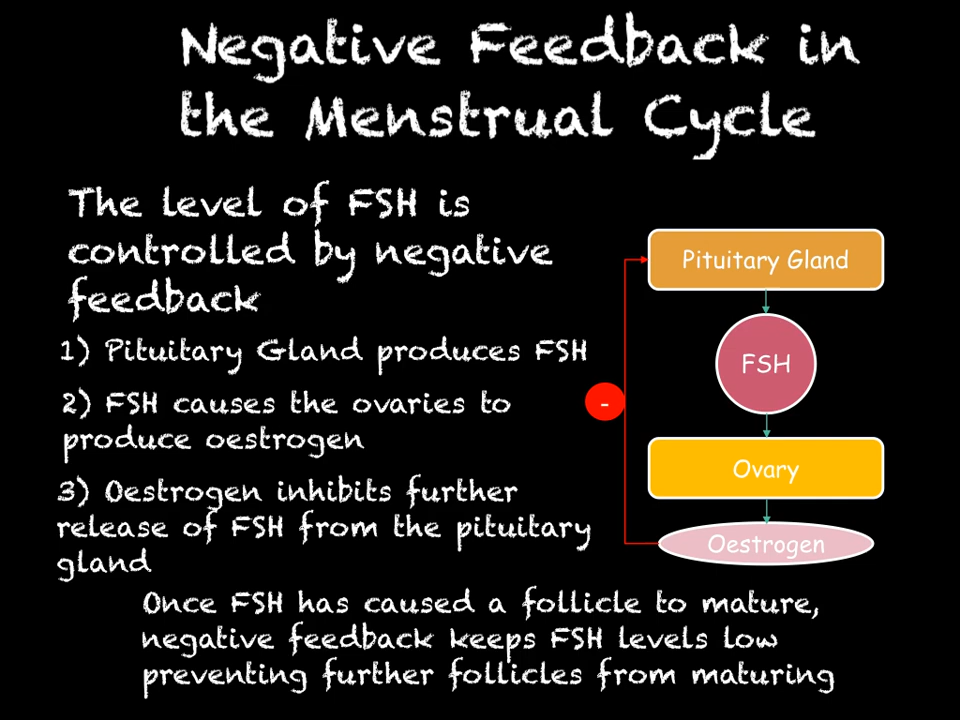 Negative Feedback in
the Menstrual Cycle
The level of FSH is
controlled by negative
feedback
1) Pituitary Gland produces FSH
2) FSH causes the ovaries to
produce oestrogen
3) Oestrogen inhibits further
release of FSH from the pituitary
gland
Once FSH has caused a follicle to mature,
negative feedback keeps FSH levels low
preventing further follicles from maturing
Pituitary Gland
FSH
-
Ovary
Oestrogen